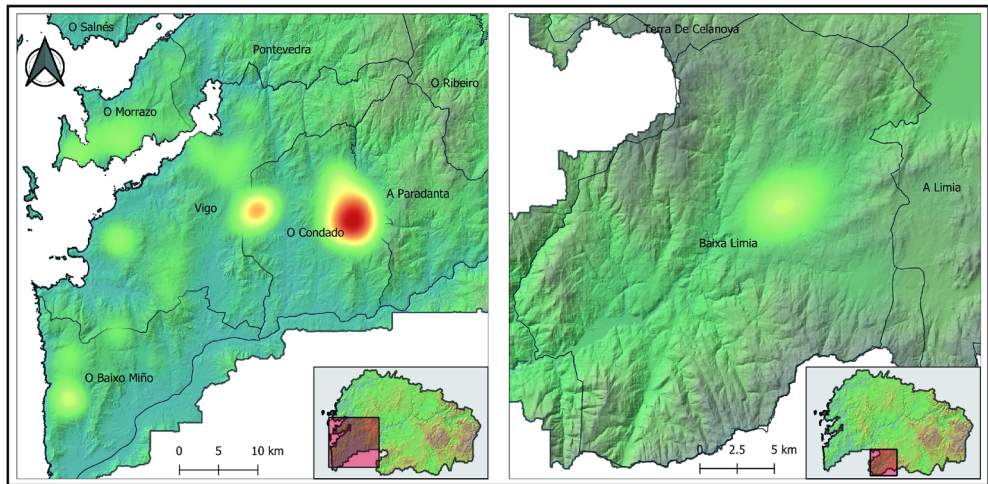 O Salnés
Pontevedra
O Ribeiro
O Morrazo
A Paradanta
Vigo
O Condado
O Baixo Miño
0 5 10 km
Terra De Celanova
A Limia
Baixa Limia
0 2.5 5 km